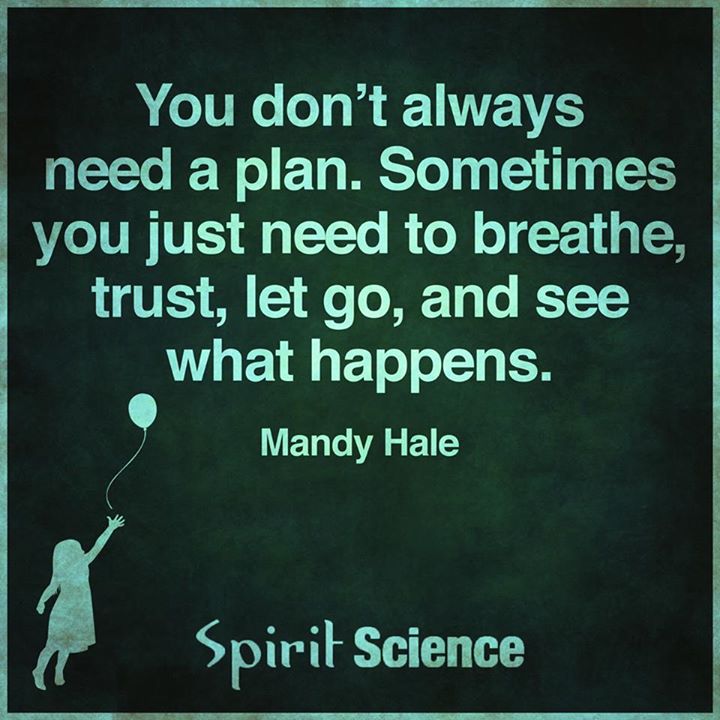 You don’t always
need a plan. Sometimes
you just need to breathe,
trust, let go, and see
what happens.
Mandy Hale
Spirit Science